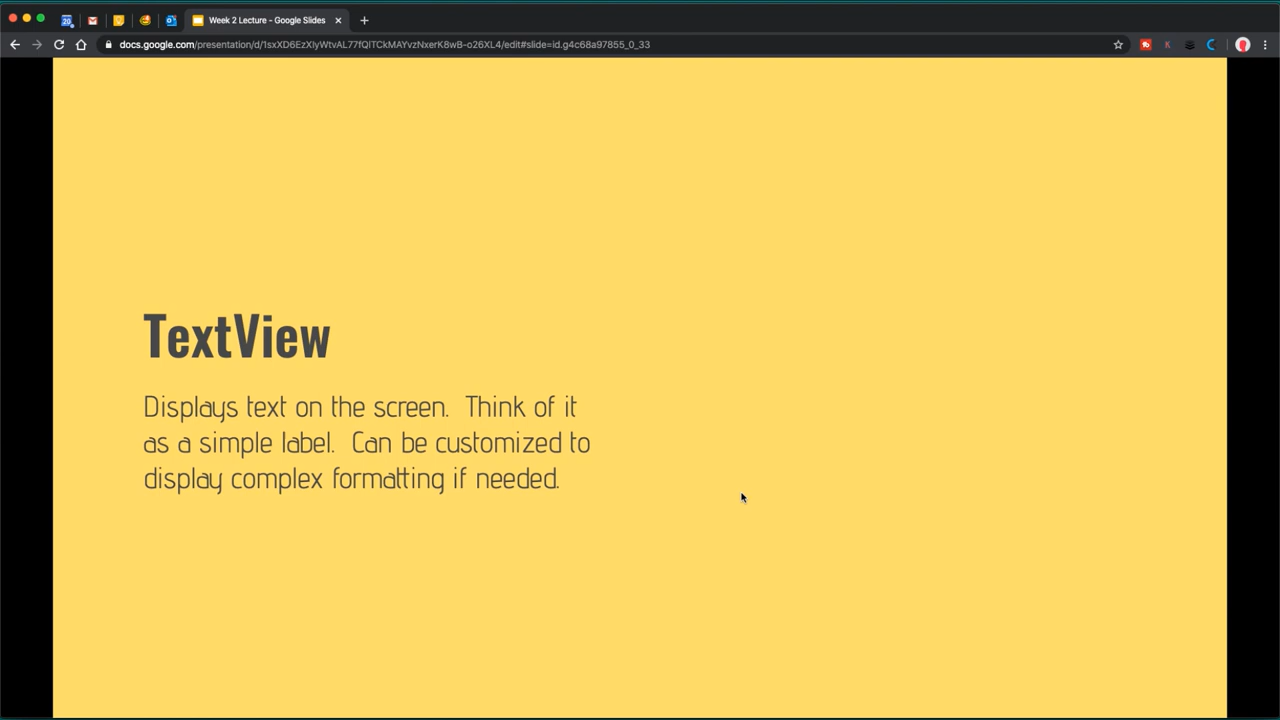 20
Week 2 Lecture - Google Slides
docs.google.com/presentation/d/1sxXD6EzXlyWtvAL77fQlTCkMAYvzNxerK8wB-o26XL4/edit#slide=id.g4c68a97855_0_33
K
TextView
Displays text on the screen. Think of it
as a simple label. Can be customized to
display complex formatting if needed.